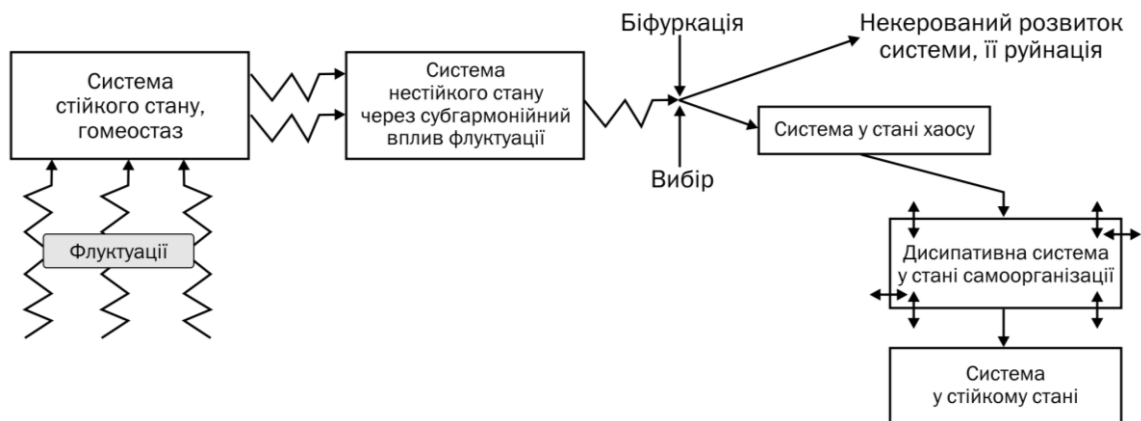 Біфуркація
Некерований розвиток
системи, її руйнація
Система
стійкого стану,
гомеостаз
Система
нестійкого стану
через субгармонійний
вплив флуктуації
Система у стані хаосу
Вибір
Флуктуації
Дисипативна система
у стані самоорганізації
Система
у стійкому стані